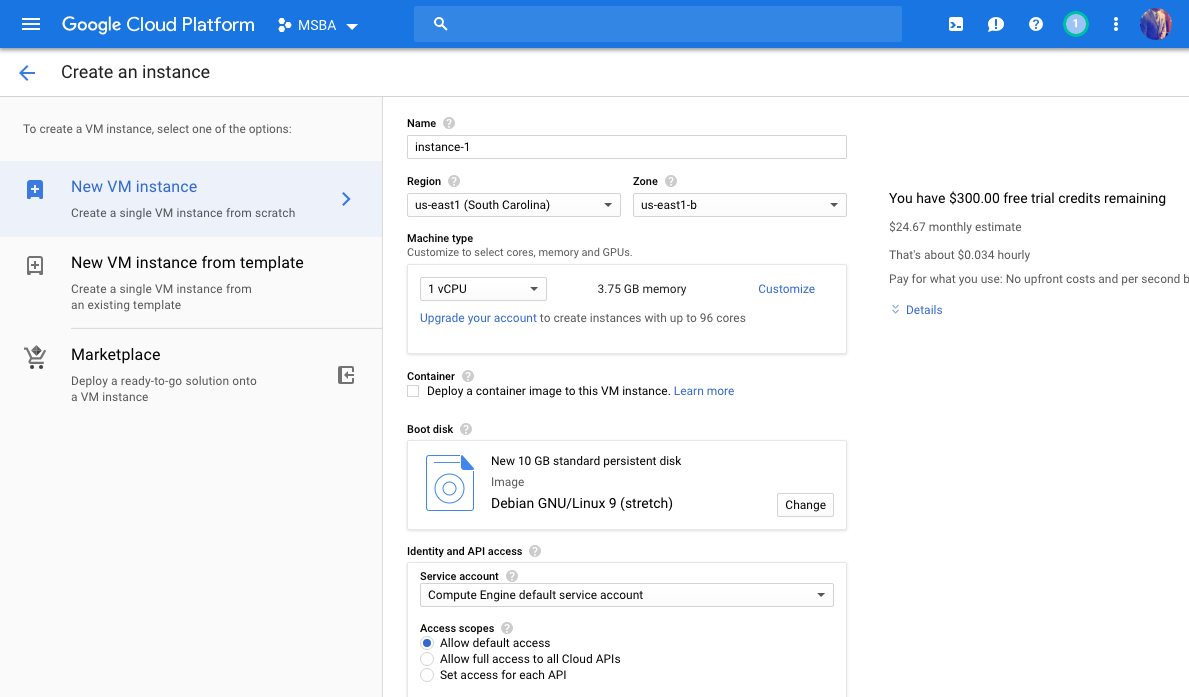 Google Cloud Platform
MSBA
1
Create an instance
To create a VM instance, select one of the options:
New VM instance
Create a single VM instance from scratch
New VM instance from template
Create a single VM instance from
an existing template
Marketplace
Deploy a ready-to-go solution onto
a VM instance
Name
instance-1
Region
Zone
us-east1 (South Carolina)
us-east1-b
Machine type
Customize to select cores, memory and GPUs.
1 vCPU
3.75 GB memory
Customize
Upgrade your account to create instances with up to 96 cores
Container
Deploy a container image to this VM instance. Learn more
Boot disk
New 10 GB standard persistent disk
Image
Debian GNU/Linux 9 (stretch)
Change
Identity and API access
Service account
Compute Engine default service account
Access scopes
Allow default access
Allow full access to all Cloud APIs
Set access for each API
You have $300.00 free trial credits remaining
$24.67 monthly estimate
That's about $0.034 hourly
Pay for what you use: No upfront costs and per second b
Details